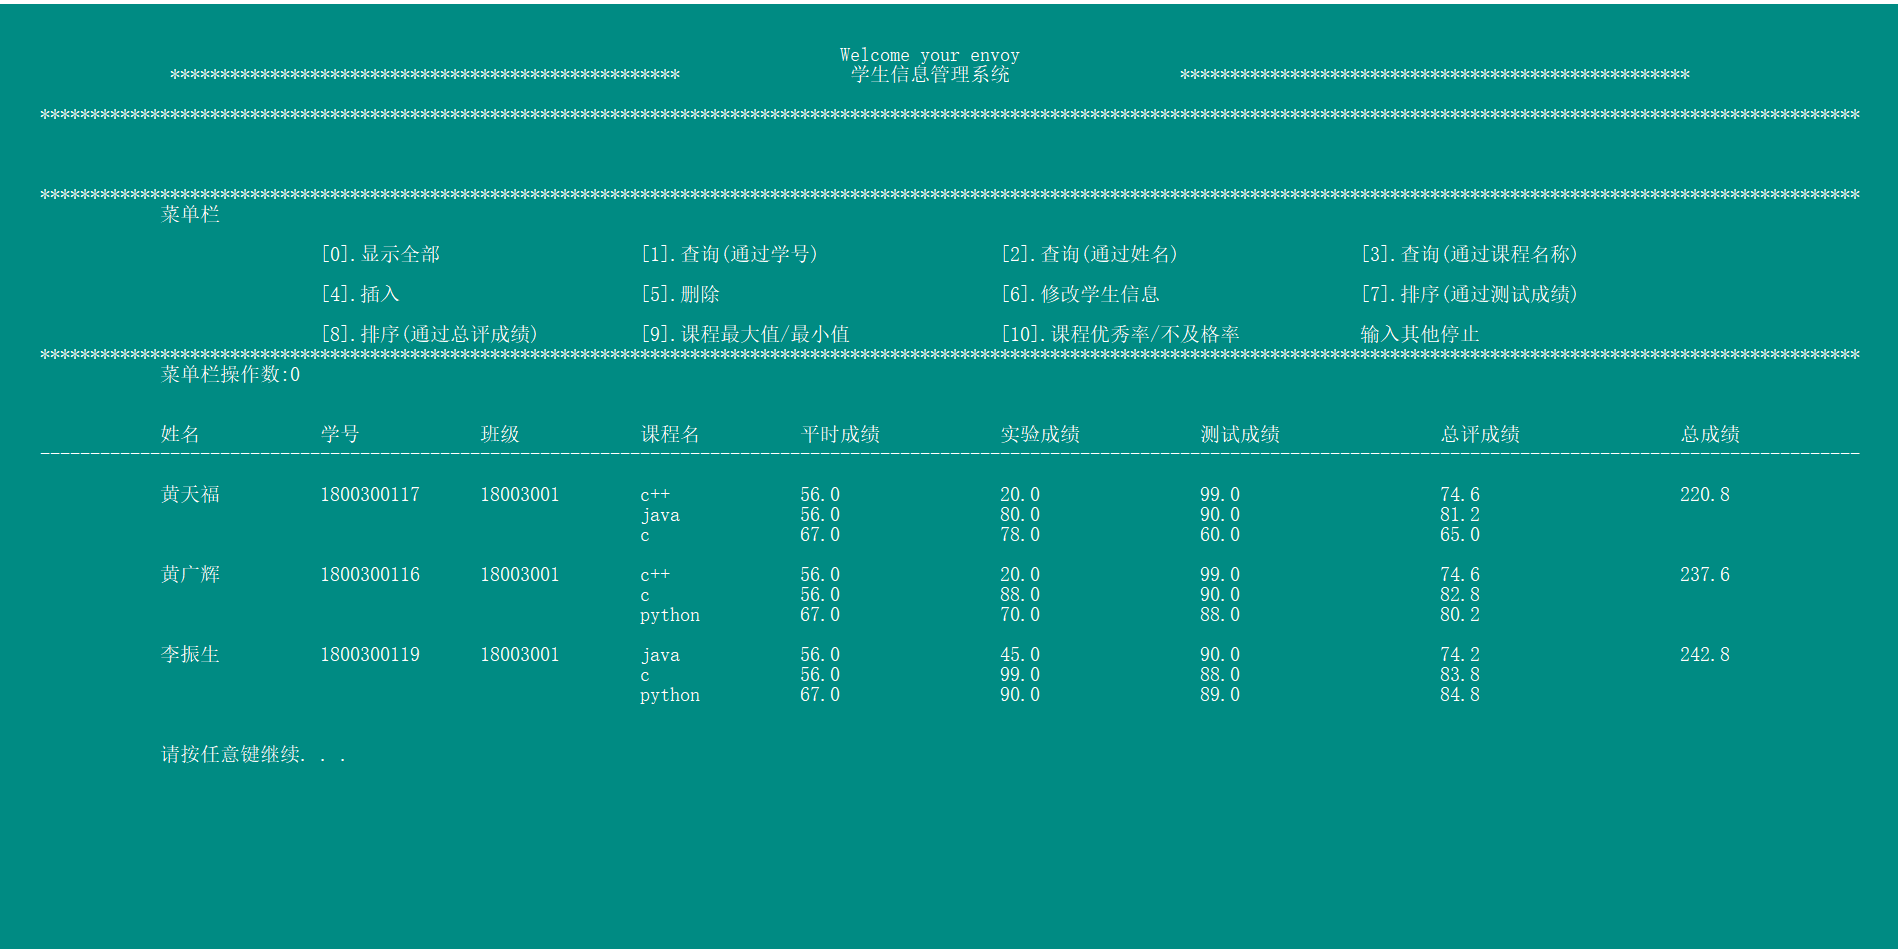 Welcome your envoy
*************************************************** 学生信息管理系统 ***************************************************
**************************************************************************************************************************************************************************************
**************************************************************************************************************************************************************************************
菜单栏
[0].显示全部 [1].查询(通过学号) [2].查询(通过姓名) [3].查询(通过课程名称)
[4].插入 [5].删除 [6].修改学生信息 [7].排序(通过测试成绩)
[8].排序(通过总评成绩) [9].课程最大值/最小值 [10].课程优秀率/不及格率 输入其他停止
**************************************************************************************************************************************************************************************
菜单栏操作数:0
姓名 学号 班级 课程名 平时成绩 实验成绩 测试成绩 总评成绩 总成绩
--------------------------------------------------------------------------------------------------------------------------------------------------------------------------------------
黄天福 1800300117 18003001 c++ 56.0 20.0 99.0 74.6 220.8
java 56.0 80.0 90.0 81.2
c 67.0 78.0 60.0 65.0
黄广辉 1800300116 18003001 c++ 56.0 20.0 99.0 74.6 237.6
c 56.0 88.0 90.0 82.8
python 67.0 70.0 88.0 80.2
李振生 1800300119 18003001 java 56.0 45.0 90.0 74.2 242.8
c 56.0 99.0 88.0 83.8
python 67.0 90.0 89.0 84.8
请按任意键继续. . .